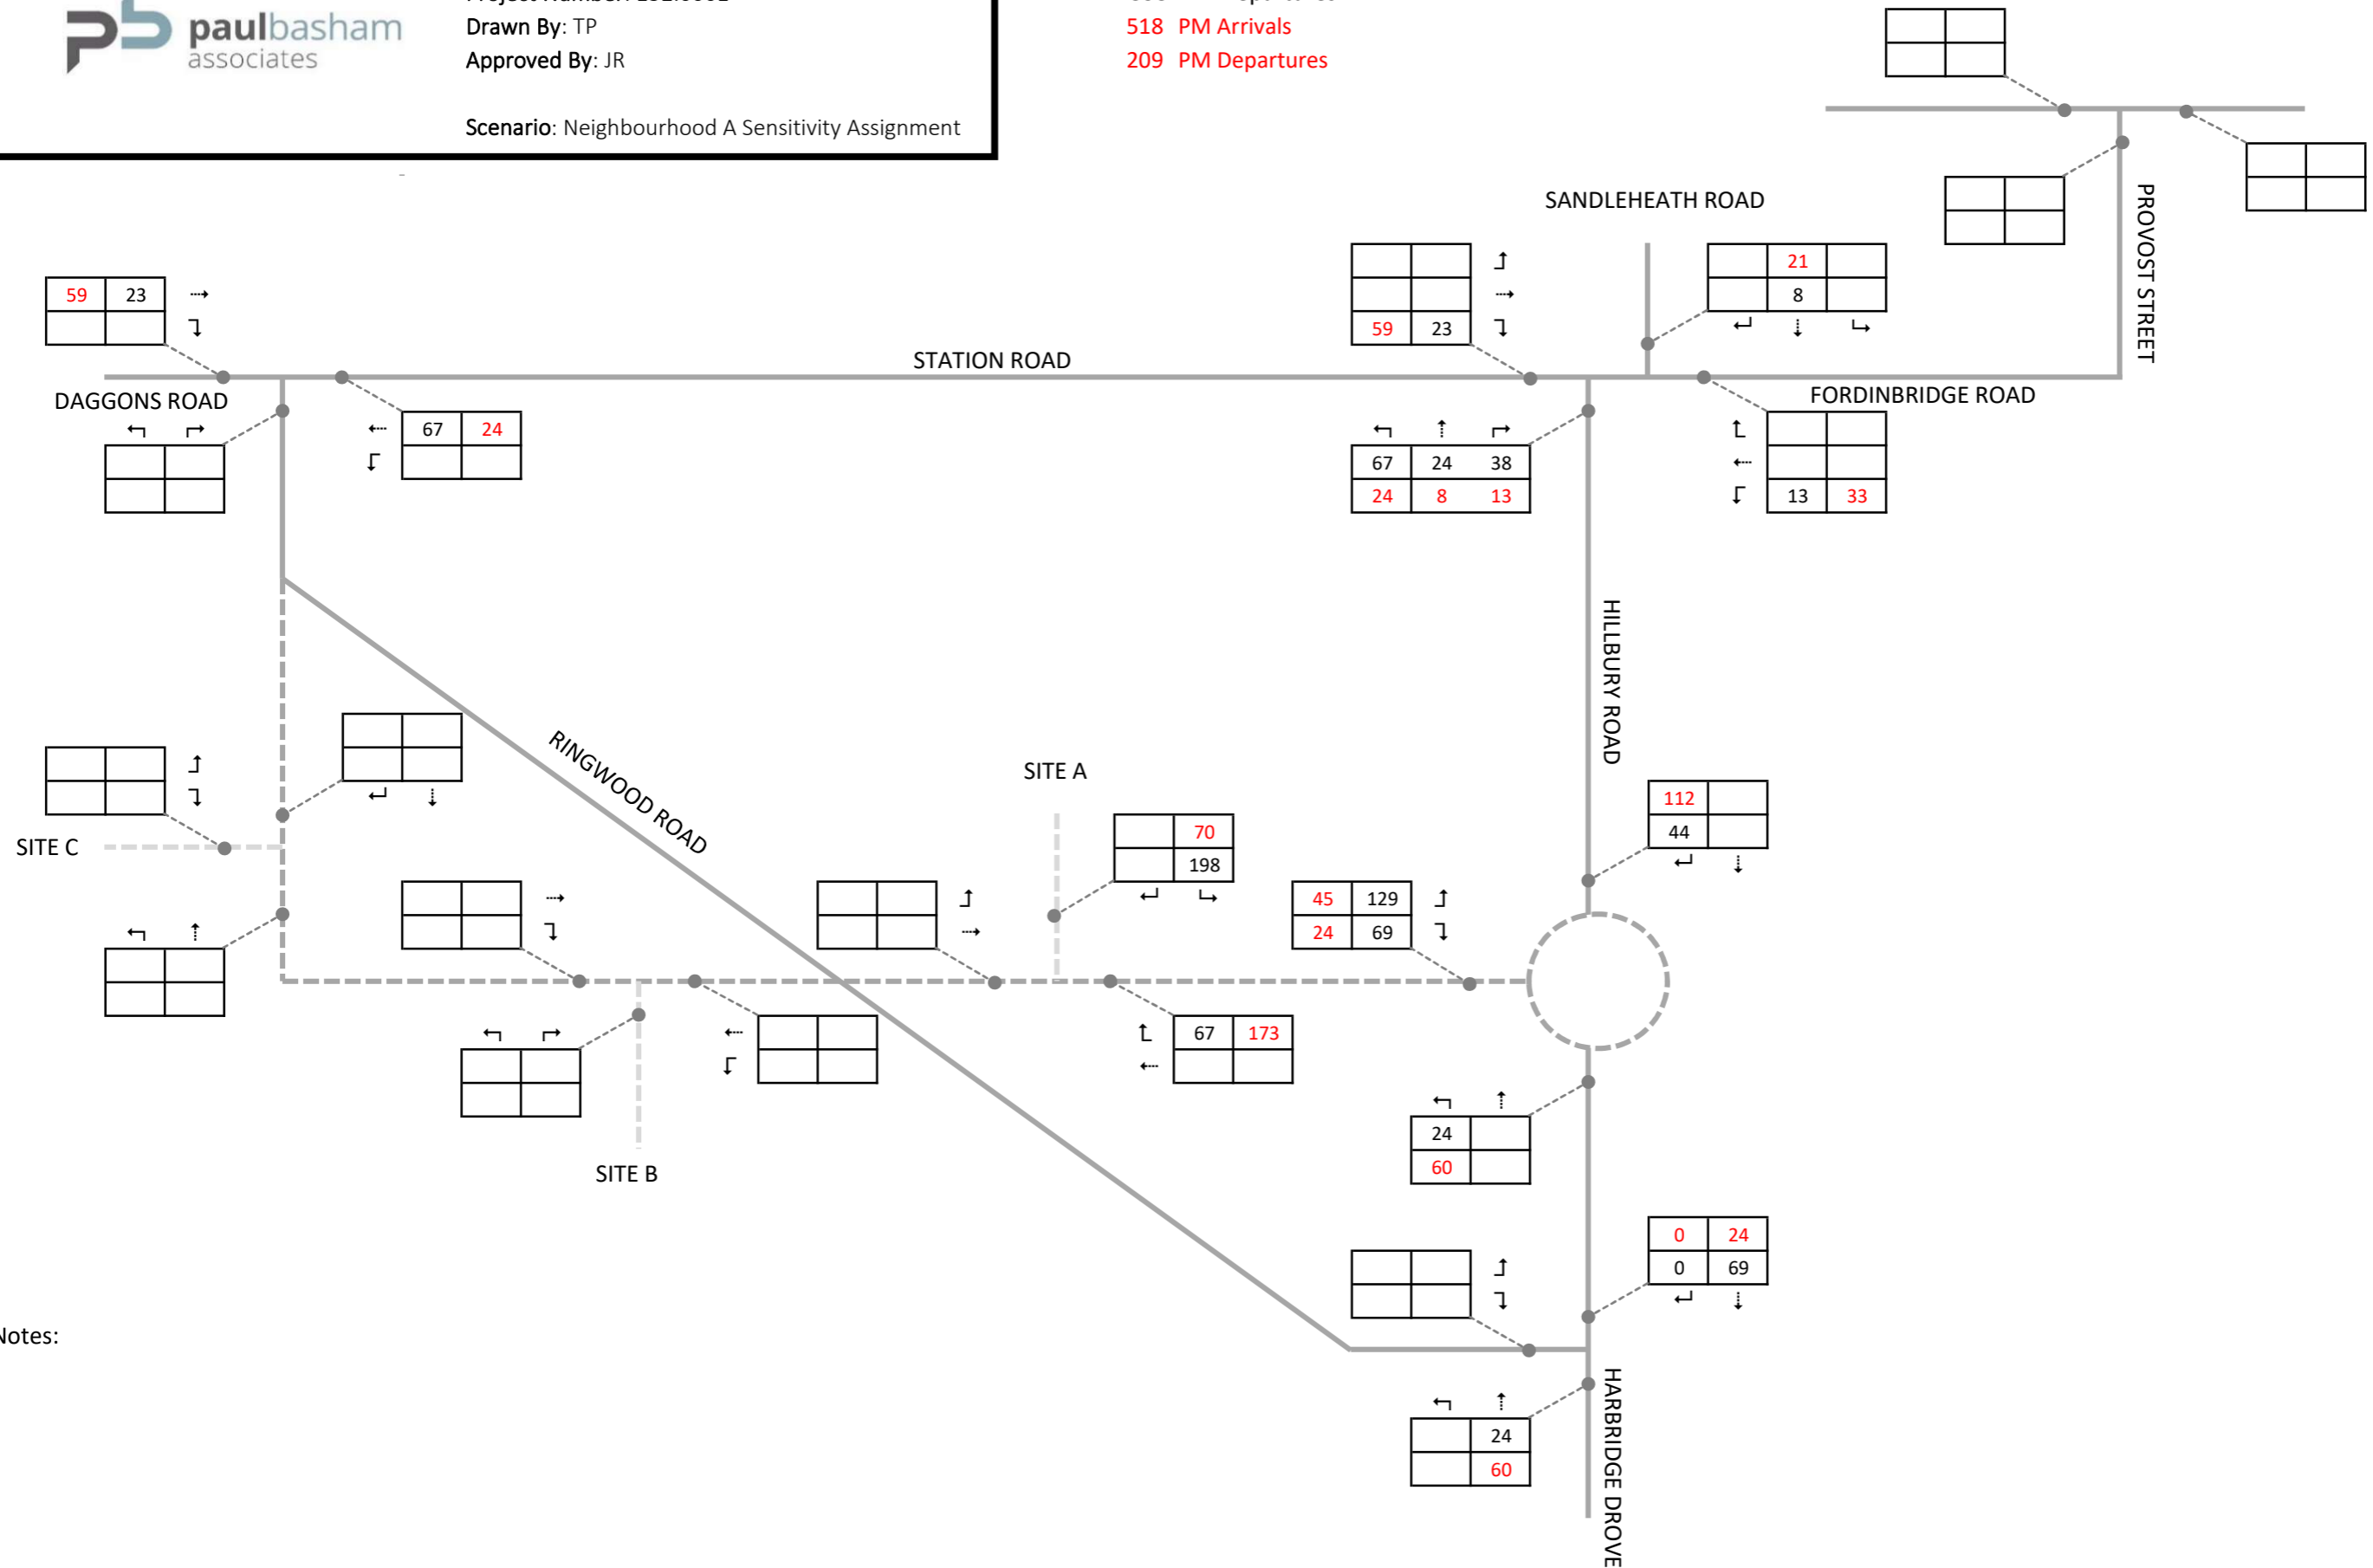 paulbasham
associates
Drawn By: TP
Approved By: JR
Scenario: Neighbourhood A Sensitivity Assignment
518 PM Arrivals
209 PM Departures
SANDLEHEATH ROAD
PROVOST STREET
21
8
59 23
59 23
STATION ROAD
DAGGONS ROAD
FORDINBRIDGE ROAD
67 24
67 24 38
24 8 13
13 33
HILLBURY ROAD
RINGWOOD ROAD
SITE A
112
44
70
198
SITE C
45 129
24 69
67 173
24
60
SITE B
0 24
0 69
Notes:
HARBRIDGE DROVE
24
60